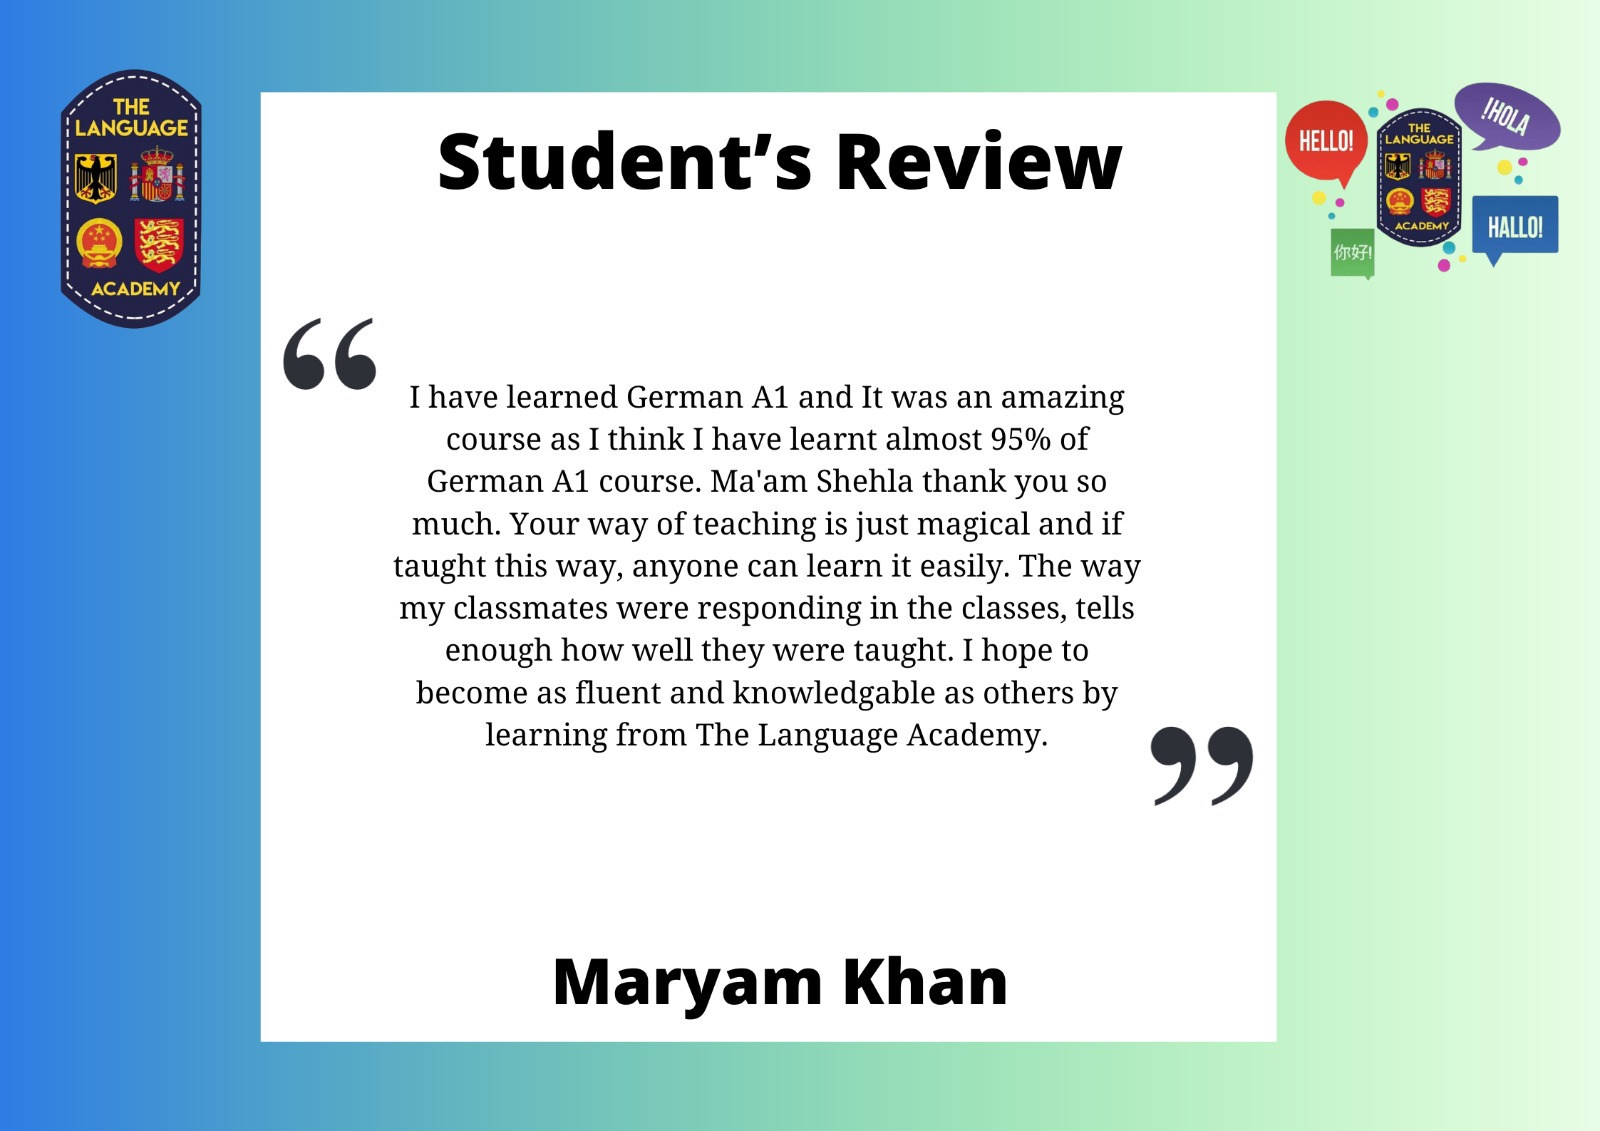 THE
LANGUAGE
ACADEMY
Student’s Review
HELLO!
THE
LANGUAGE
ACADEMY
¡HOLA
HALLO!
你好!
“
I have learned German A1 and It was an amazing
course as I think I have learnt almost 95% of
German A1 course. Ma'am Shehla thank you so
much. Your way of teaching is just magical and if
taught this way, anyone can learn it easily. The way
my classmates were responding in the classes, tells
enough how well they were taught. I hope to
become as fluent and knowledgable as others by
learning from The Language Academy.
”
Maryam Khan